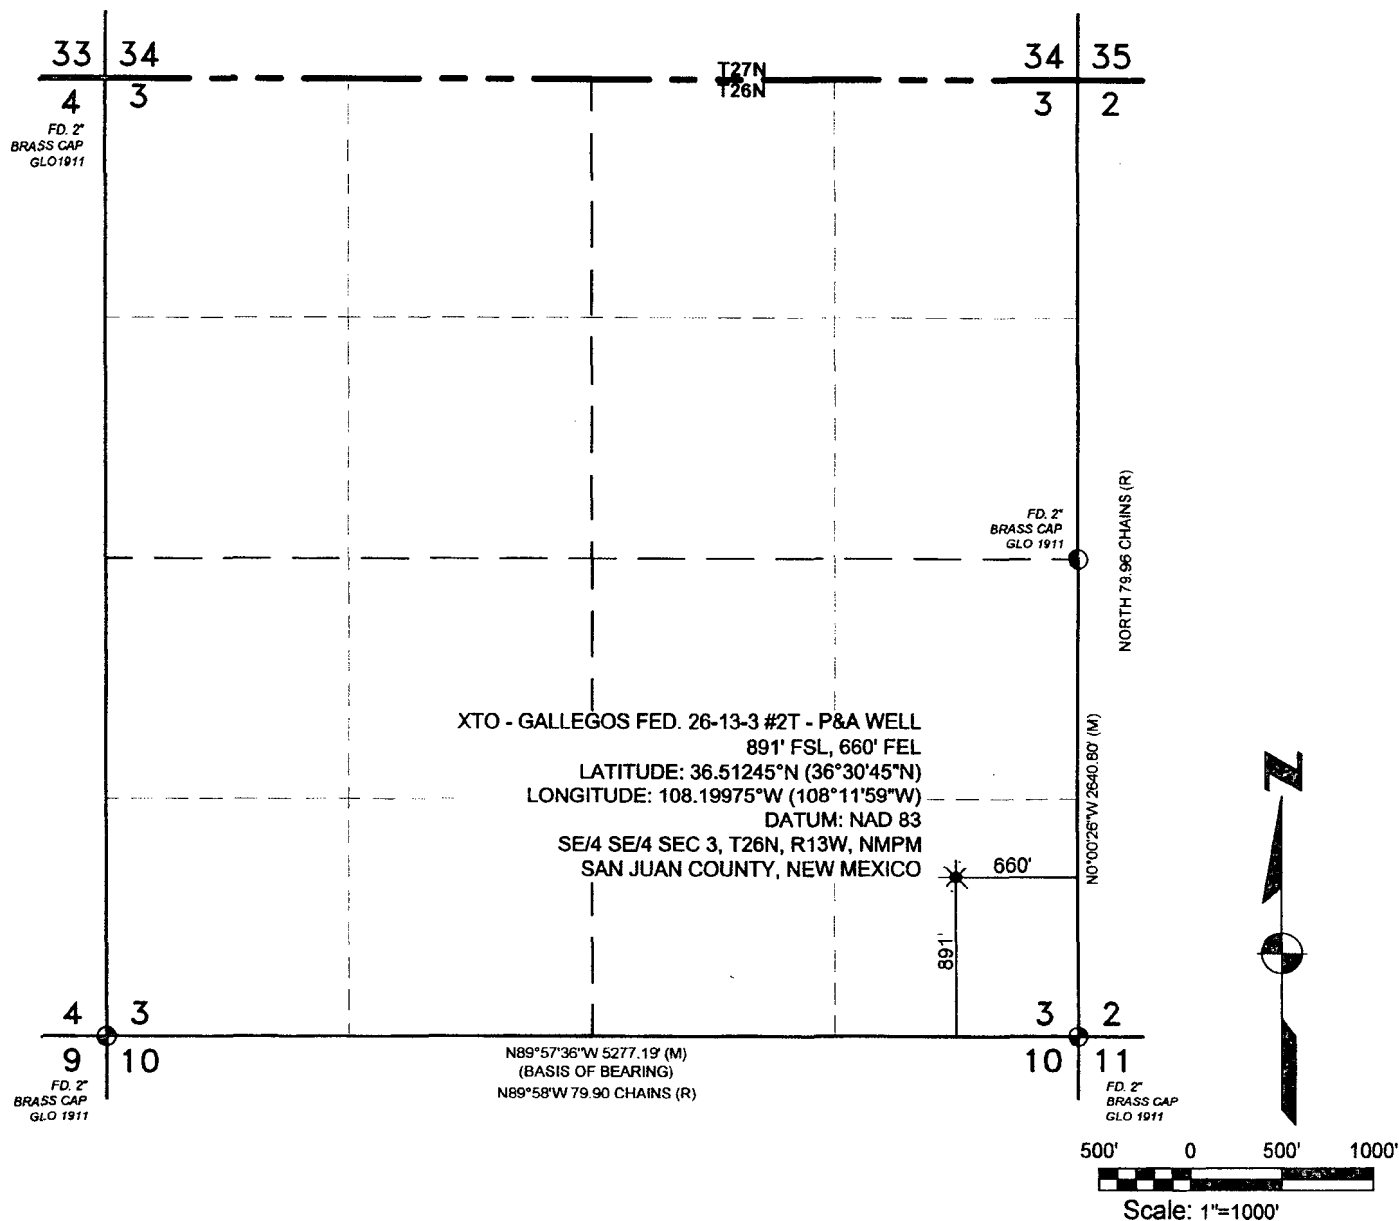 33 34
34 35
T27N
T26N
4 3
3 2
FD. 2"
BRASS CAP
GLO1911
FD. 2"
BRASS CAP
GLO 1911
NORTH 79.96 CHAINS (R)
XTO - GALLEGOS FED. 26-13-3 #2T - P&A WELL
891' FSL, 660' FEL
LATITUDE: 36.51245°N (36°30'45"N)
LONGITUDE: 108.19975°W (108°11'59"W)
DATUM: NAD 83
SE/4 SE/4 SEC 3, T26N, R13W, NMPM
SAN JUAN COUNTY, NEW MEXICO
N0°00'26"W 2640.80' (M)
660'
891'
N
4 3
3 2
9 10
10 11
N89°57'36"W 5277.19' (M)
(BASIS OF BEARING)
N89°58'W 79.90 CHAINS (R)
FD. 2"
BRASS CAP
GLO 1911
FD. 2"
BRASS CAP
GLO 1911
500' 0 500' 1000'
Scale: 1"=1000'